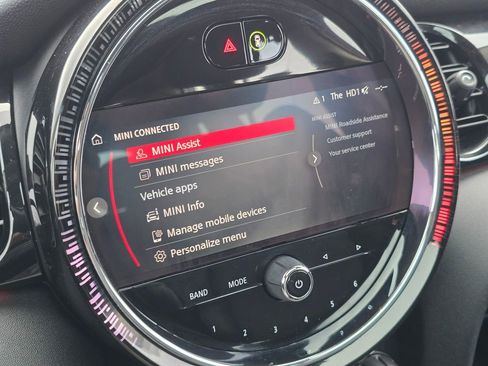 1 The HD1
MINI CONNECTED
MINI Assist
MINI messages
Vehicle apps
MINI Info
Manage mobile devices
Personalize menu
MINI ASSIST
MINI Roadside Assistance
Customer support
Your service center
BAND MODE
1 2 3 4 5 6